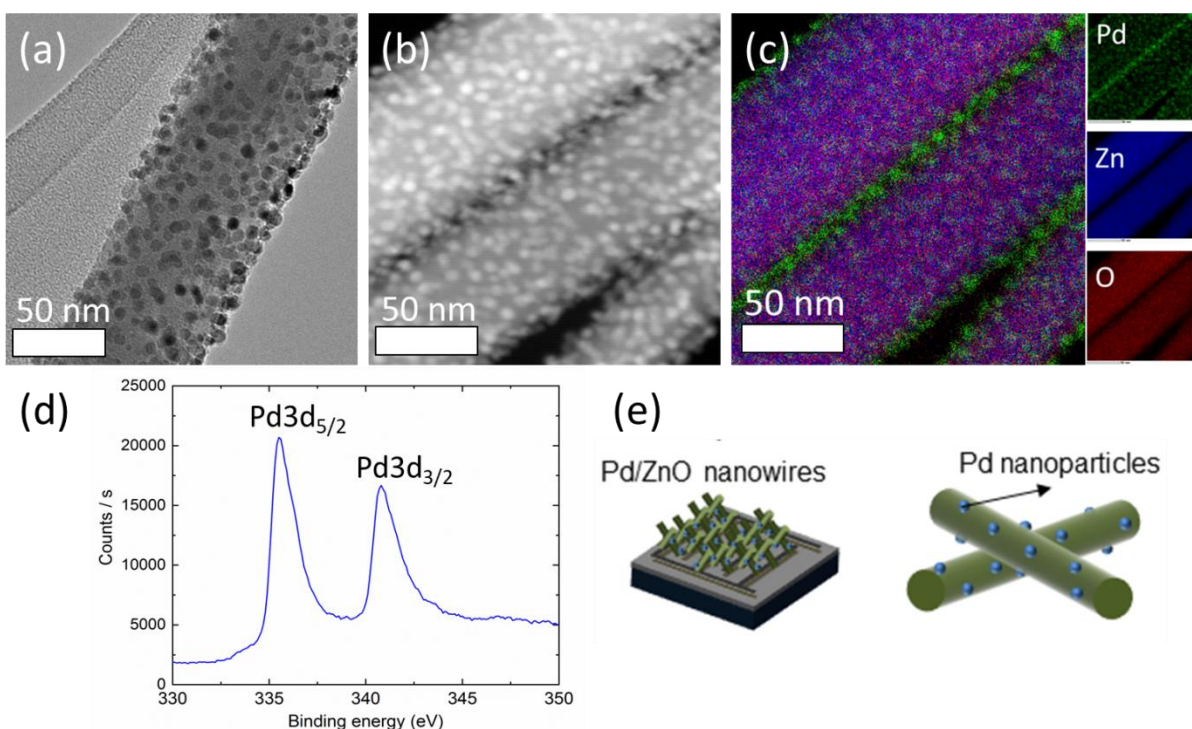 (a)
50 nm
(b)
50 nm
(c)
50 nm
Pd
Zn
O
(d)
Pd3d5/2
Pd3d3/2
25000
20000
15000
10000
5000
0
Counts / s
330
335
340
345
350
Binding energy (eV)
(e)
Pd/ZnO nanowires
Pd nanoparticles